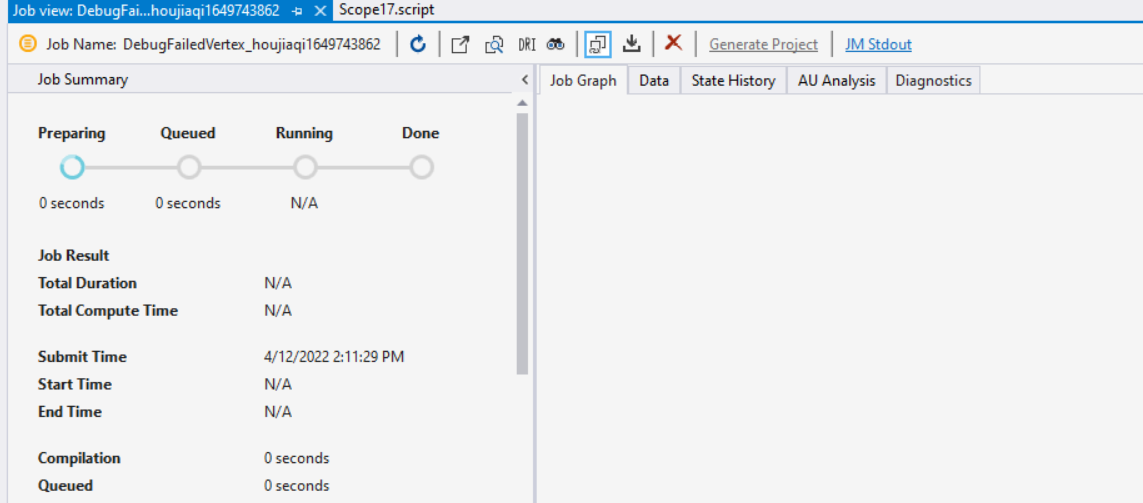 Job view: DebugFai...houjiaqi1649743862
Scope17.script
Job Name: DebugFailedVertex_houjiaqi1649743862
DRI
Generate Project
JM Stdout
Job Summary
Job Graph
Data
State History
AU Analysis
Diagnostics
Preparing Queued Running Done
0 seconds 0 seconds N/A
Job Result
Total Duration N/A
Total Compute Time N/A
Submit Time 4/12/2022 2:11:29 PM
Start Time N/A
End Time N/A
Compilation 0 seconds
Queued 0 seconds